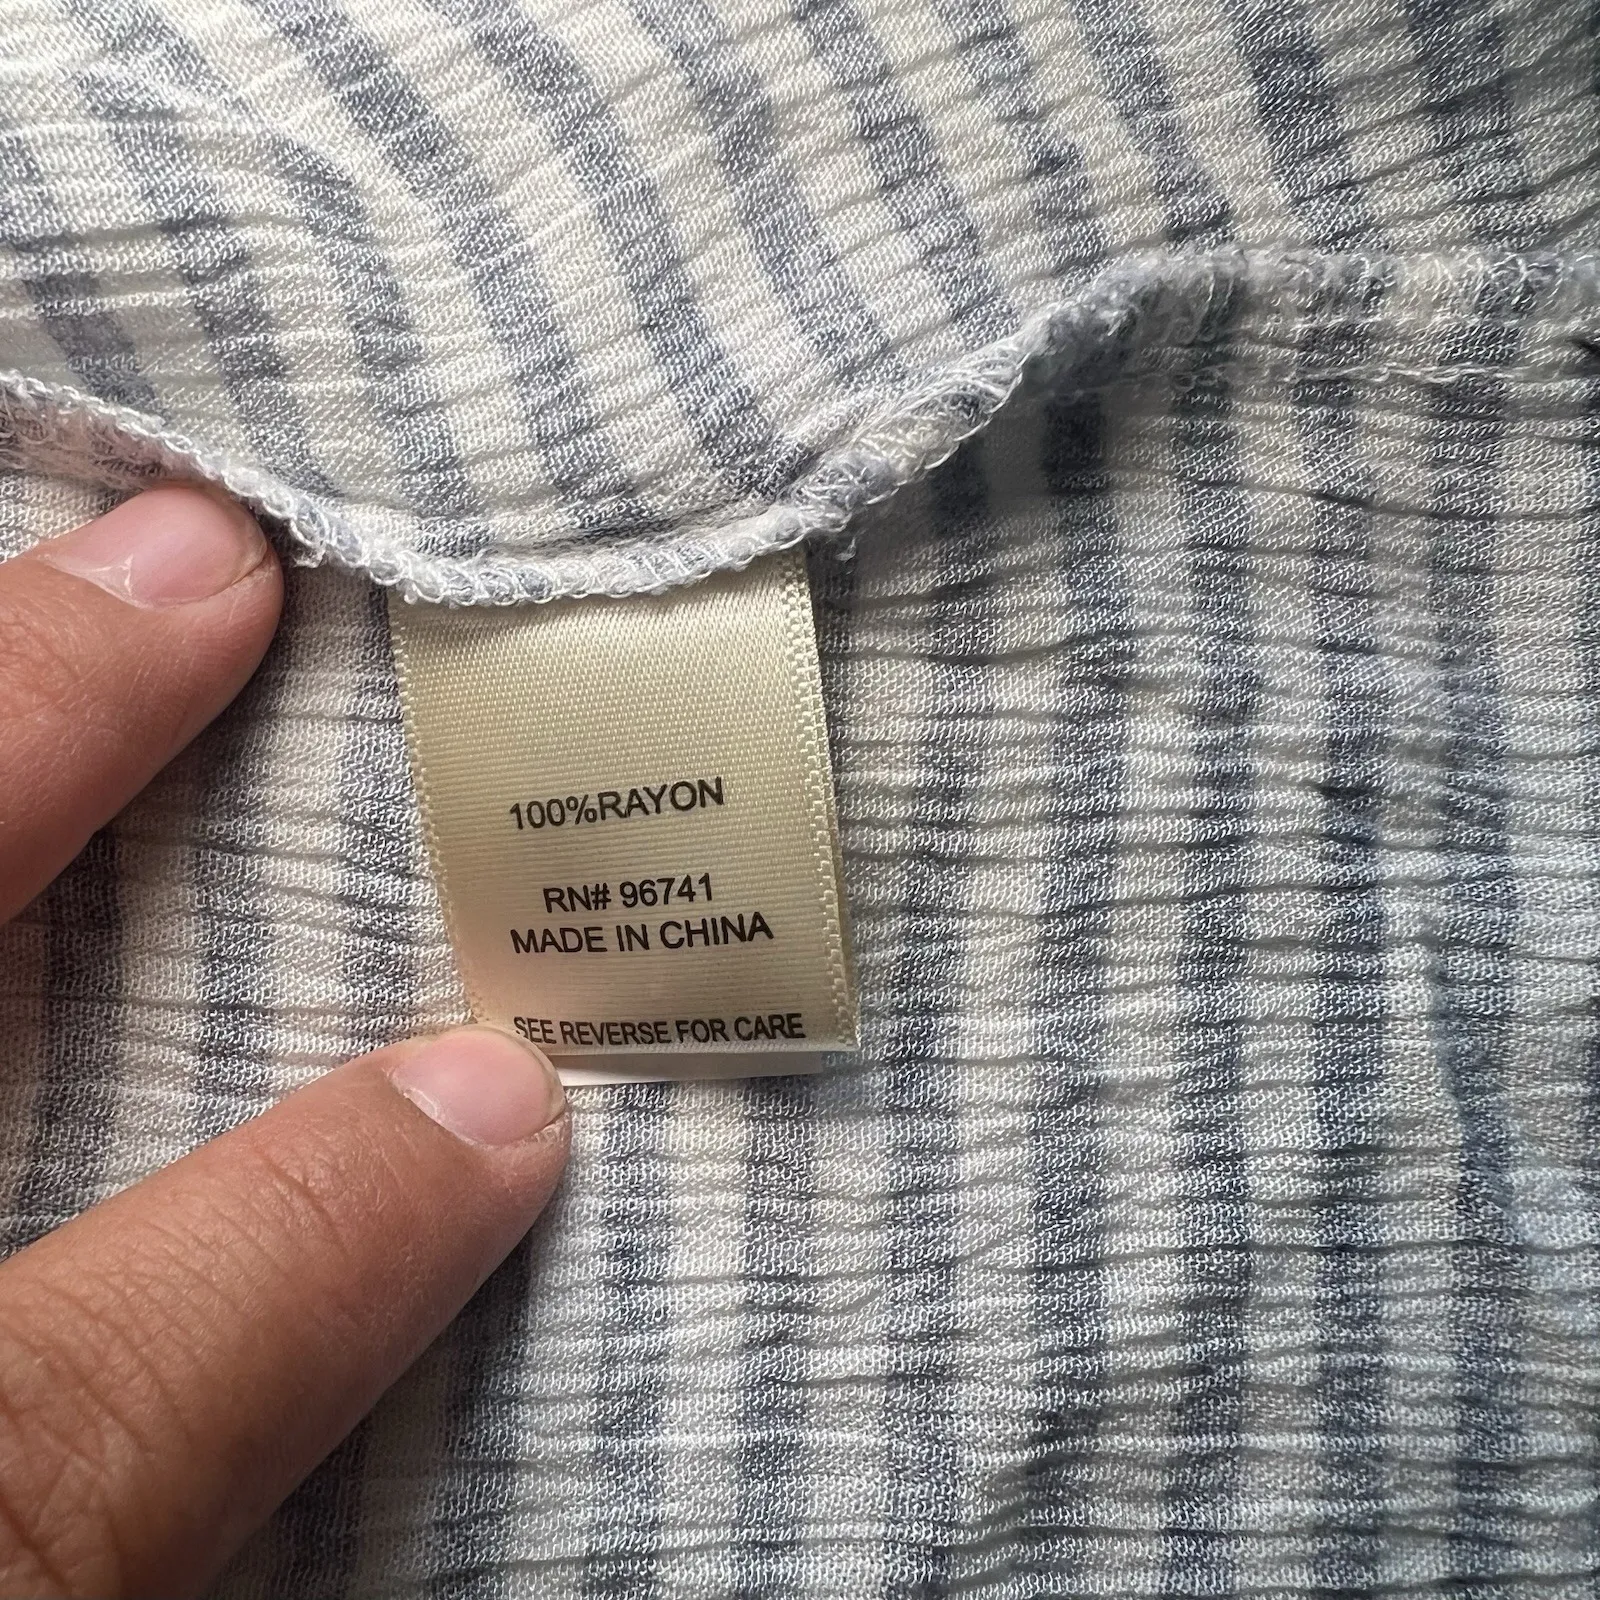 100%RAYON
RN# 96741
MADE IN CHINA
SEE REVERSE FOR CARE